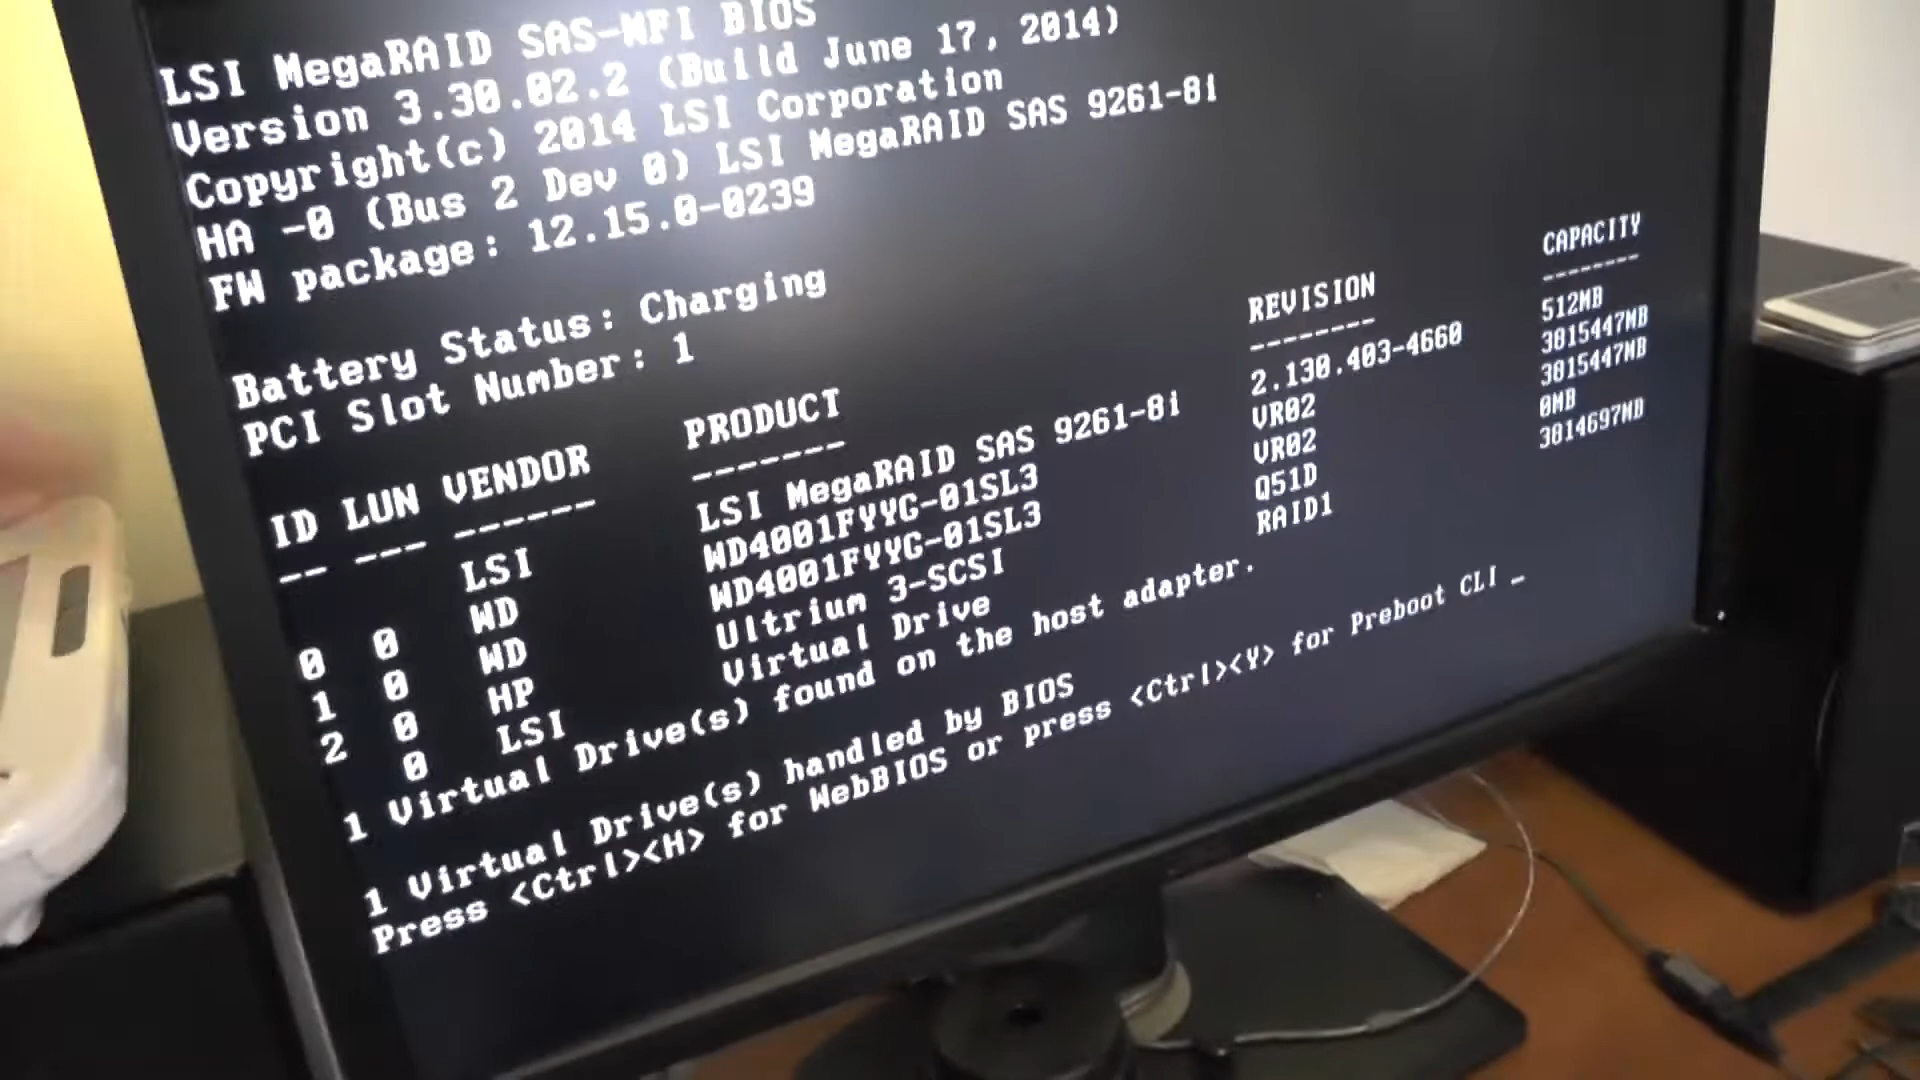 LSI MegaRAID SAS-MFI BIOS
Version 3.30.02.2 (Build June 17, 2014)
Copyright(c) 2014 LSI Corporation
HA -0 (Bus 2 Dev 0) LSI MegaRAID SAS 9261-8i
FW package: 12.15.0-0239
Battery Status: Charging
PCI Slot Number: 1
ID LUN VENDOR PRODUCT REVISION CAPACITY
-- --- ------ ------- -------- --------
LSI LSI MegaRAID SAS 9261-8i 2.130.403-4660 512MB
0 0 WD WD4001FYYG-01SL3 VR02 3815447MB
1 0 WD WD4001FYYG-01SL3 VR02 3815447MB
2 0 HP Ultrium 3-SCSI Q51D 0MB
0 LSI Virtual Drive RAID1 3814697MB
1 Virtual Drive(s) found on the host adapter.
1 Virtual Drive(s) handled by BIOS
Press <Ctrl><H> for WebBIOS or press <Ctrl><Y> for Preboot CLI _